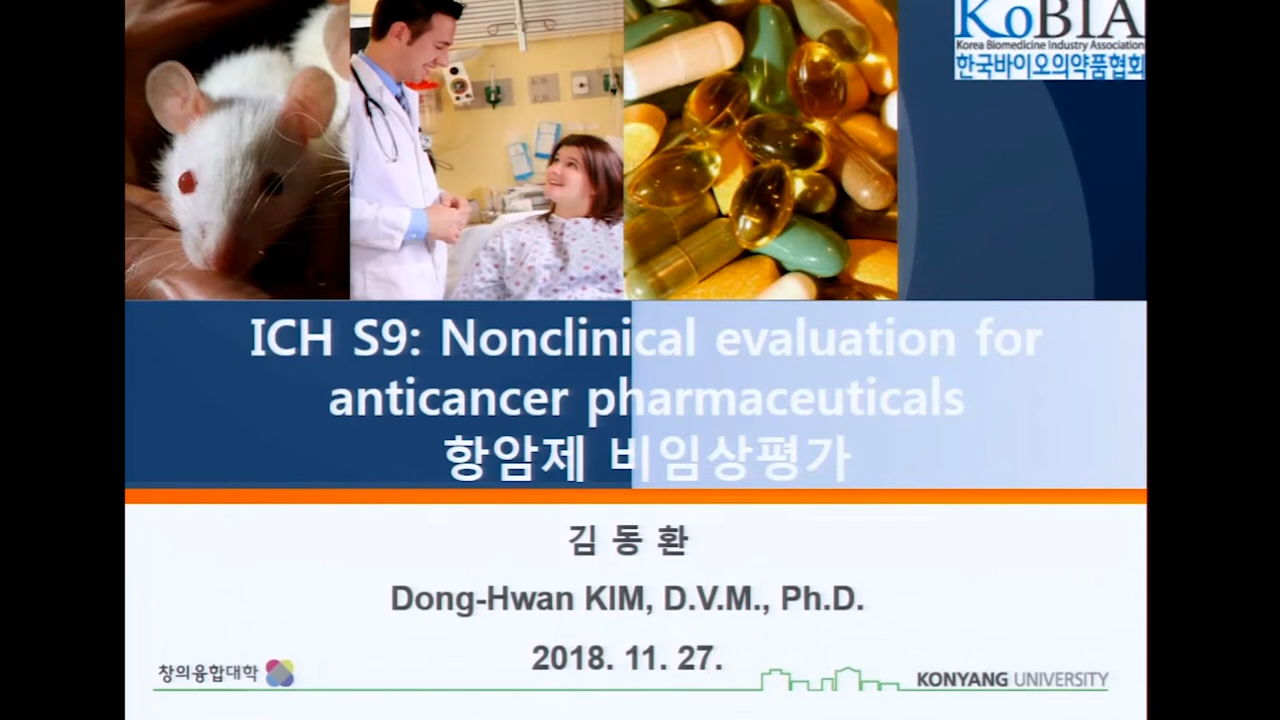 KoBIA
Korea Biomedicine Industry Association
한국바이오의약품협회
ICH S9: Nonclinical evaluation for
anticancer pharmaceuticals
항암제 비임상평가
김 동 환
Dong-Hwan KIM, D.V.M., Ph.D.
2018. 11. 27.
창의융합대학
KONYANG UNIVERSITY